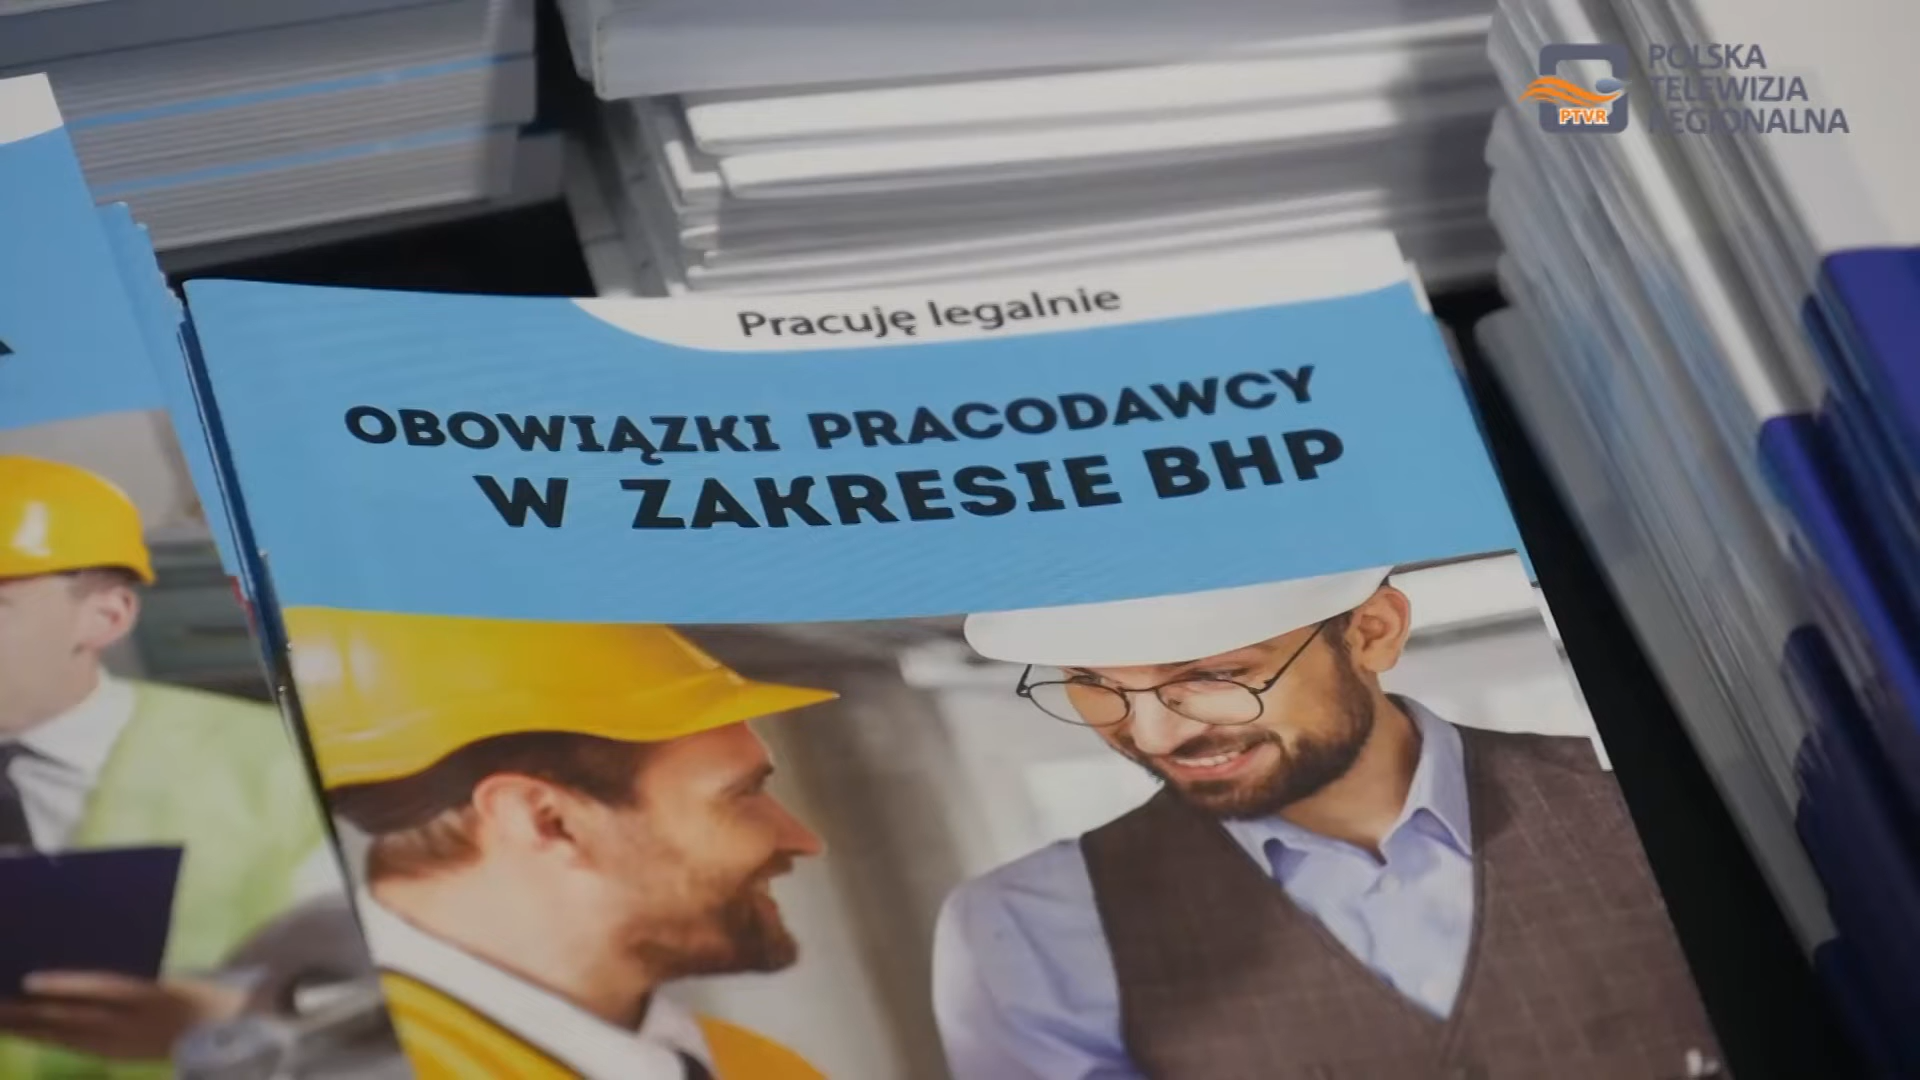 POLSKA
TELEWIZJA
REGIONALNA
PTVR
Pracuję legalnie
OBOWIĄZKI PRACODAWCY
W ZAKRESIE BHP